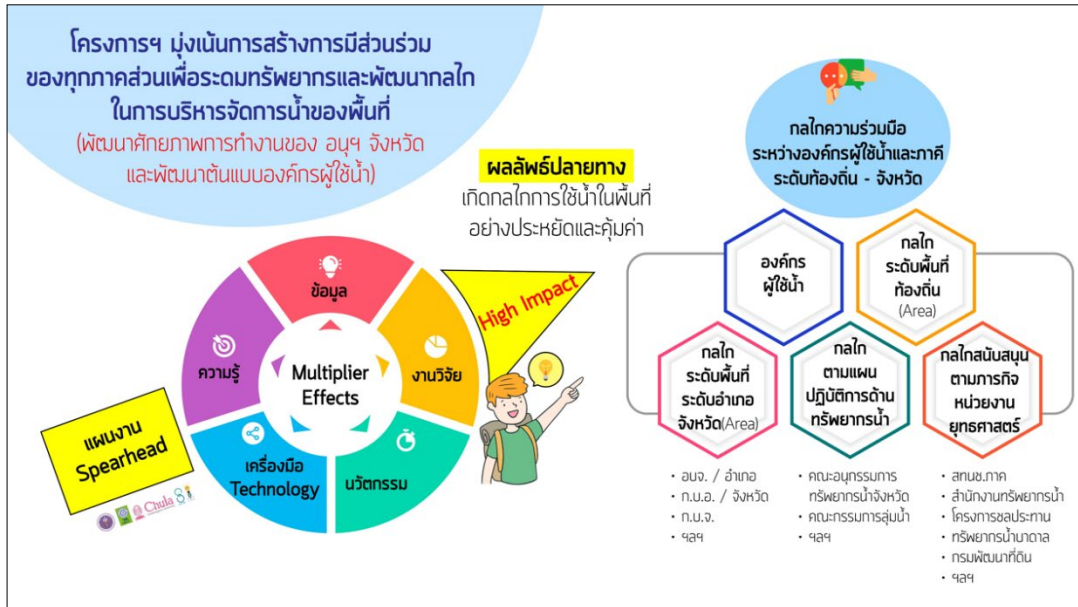 โครงการฯ มุ่งเน้นการสร้างการมีส่วนร่วม
ของทุกภาคส่วนเพื่อระดมทรัพยากรและพัฒนากลไก
ในการบริหารจัดการน้ำของพื้นที่
(พัฒนาศักยภาพการทำงานของ อนุฯ จังหวัด
และพัฒนาต้นแบบองค์กรผู้ใช้น้ำ)
ผลลัพธ์ปลายทาง
เกิดกลไกการใช้น้ำในพื้นที่
อย่างประหยัดและคุ้มค่า
High Impact
ข้อมูล
งานวิจัย
ความรู้
Multiplier
Effects
เครื่องมือ
Technology
นวัตกรรม
แผนงาน
Spearhead
Chula
กลไกความร่วมมือ
ระหว่างองค์กรผู้ใช้น้ำและภาคี
ระดับท้องถิ่น - จังหวัด
องค์กร
ผู้ใช้น้ำ
กลไก
ระดับพื้นที่
ท้องถิ่น
(Area)
กลไก
ระดับพื้นที่
ระดับอำเภอ
จังหวัด(Area)
กลไก
ตามแผน
ปฏิบัติการด้าน
ทรัพยากรน้ำ
กลไกสนับสนุน
ตามภารกิจ
หน่วยงาน
ยุทธศาสตร์
• อบจ. / อำเภอ
• ก.บ.อ. / จังหวัด
• ก.บ.จ.
• ฯลฯ
• คณะอนุกรรมการ
ทรัพยากรน้ำจังหวัด
• คณะกรรมการลุ่มน้ำ
• ฯลฯ
• สทนช.ภาค
• สำนักงานทรัพยากรน้ำ
• โครงการชลประทาน
• ทรัพยากรน้ำบาดาล
• กรมพัฒนาที่ดิน
• ฯลฯ